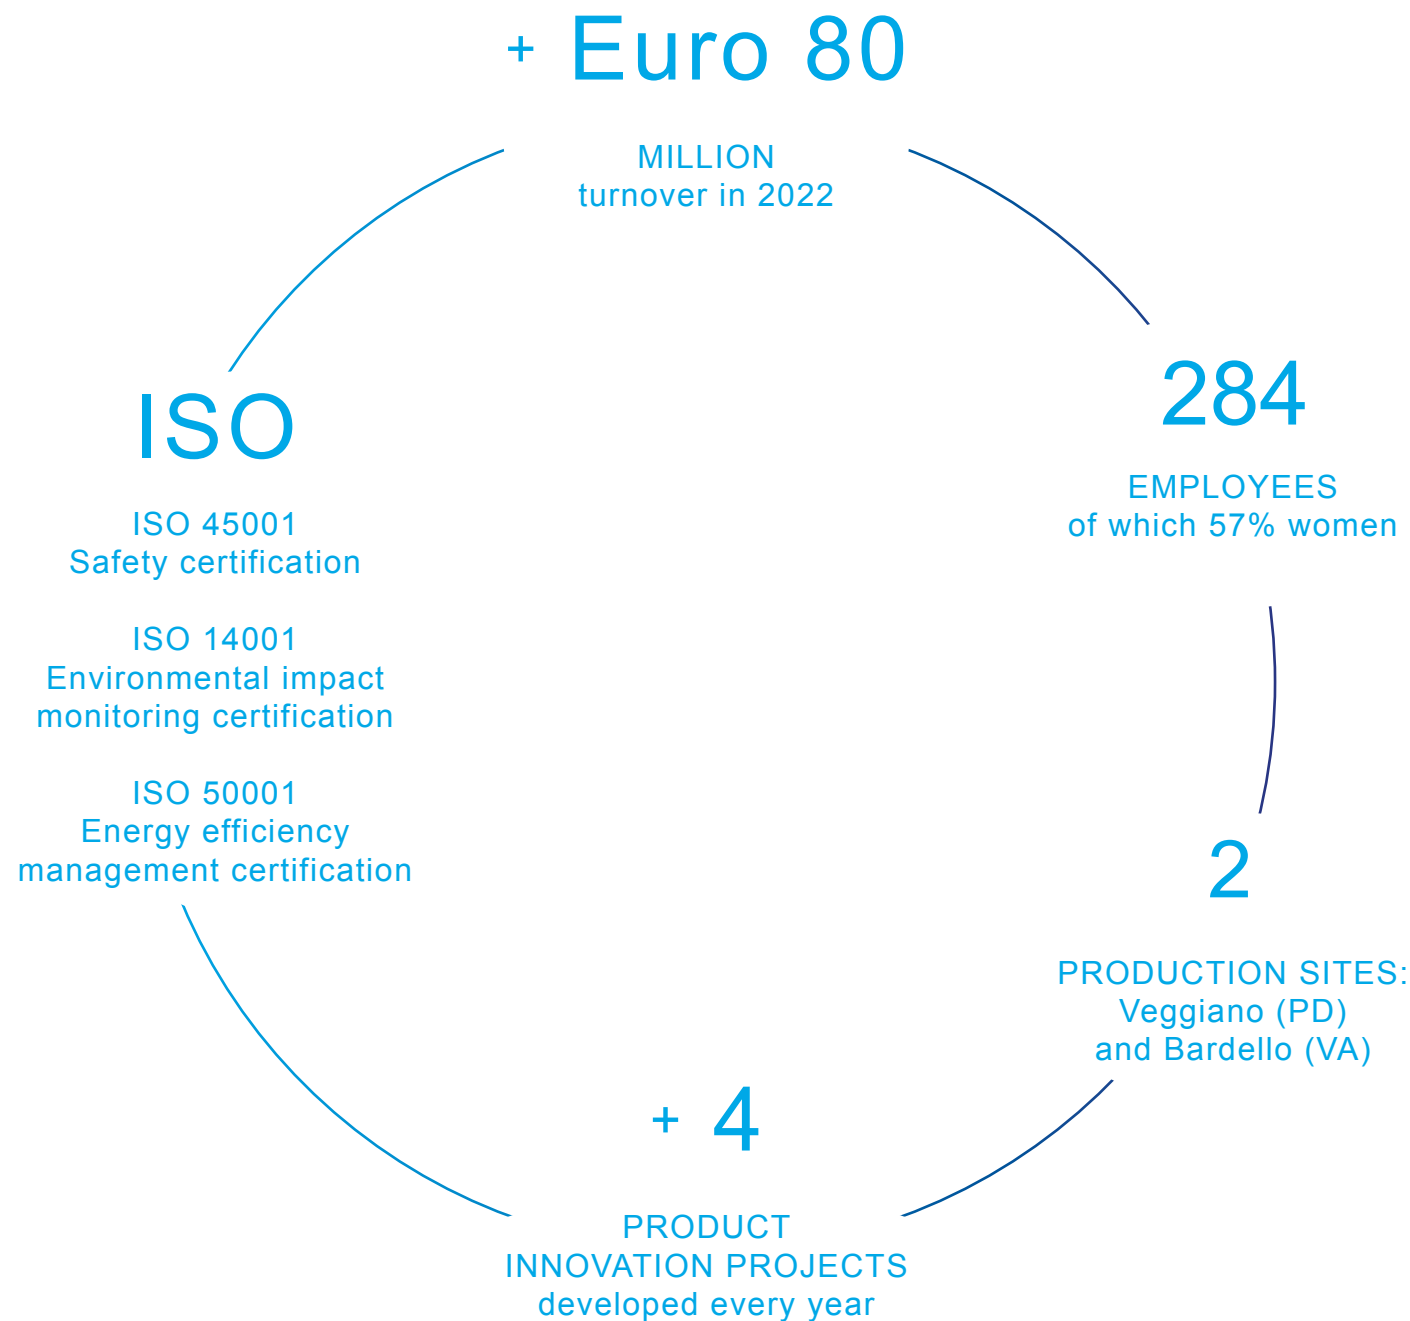 + Euro 80
MILLION
turnover in 2022
284
EMPLOYEES
of which 57% women
2
PRODUCTION SITES:
Veggiano (PD)
and Bardello (VA)
+ 4
PRODUCT
INNOVATION PROJECTS
developed every year
ISO
ISO 45001
Safety certification
ISO 14001
Environmental impact
monitoring certification
ISO 50001
Energy efficiency
management certification